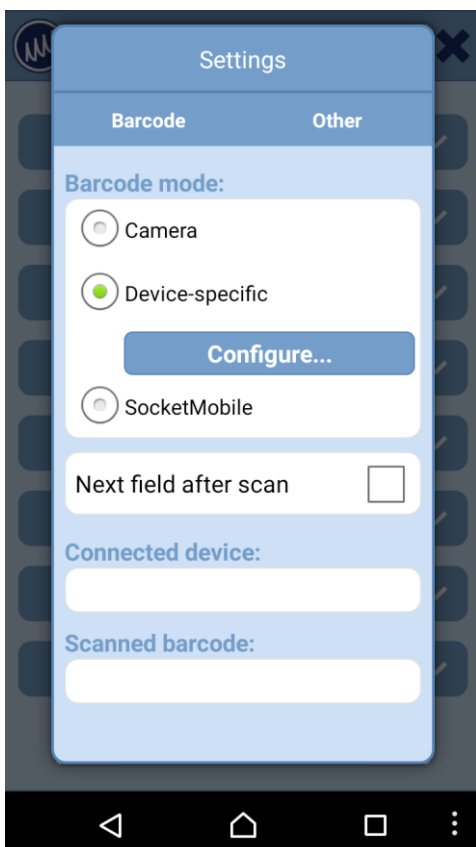 Settings
Barcode Other
Barcode mode:
Camera
Device-specific
Configure...
SocketMobile
Next field after scan
Connected device:
Scanned barcode: